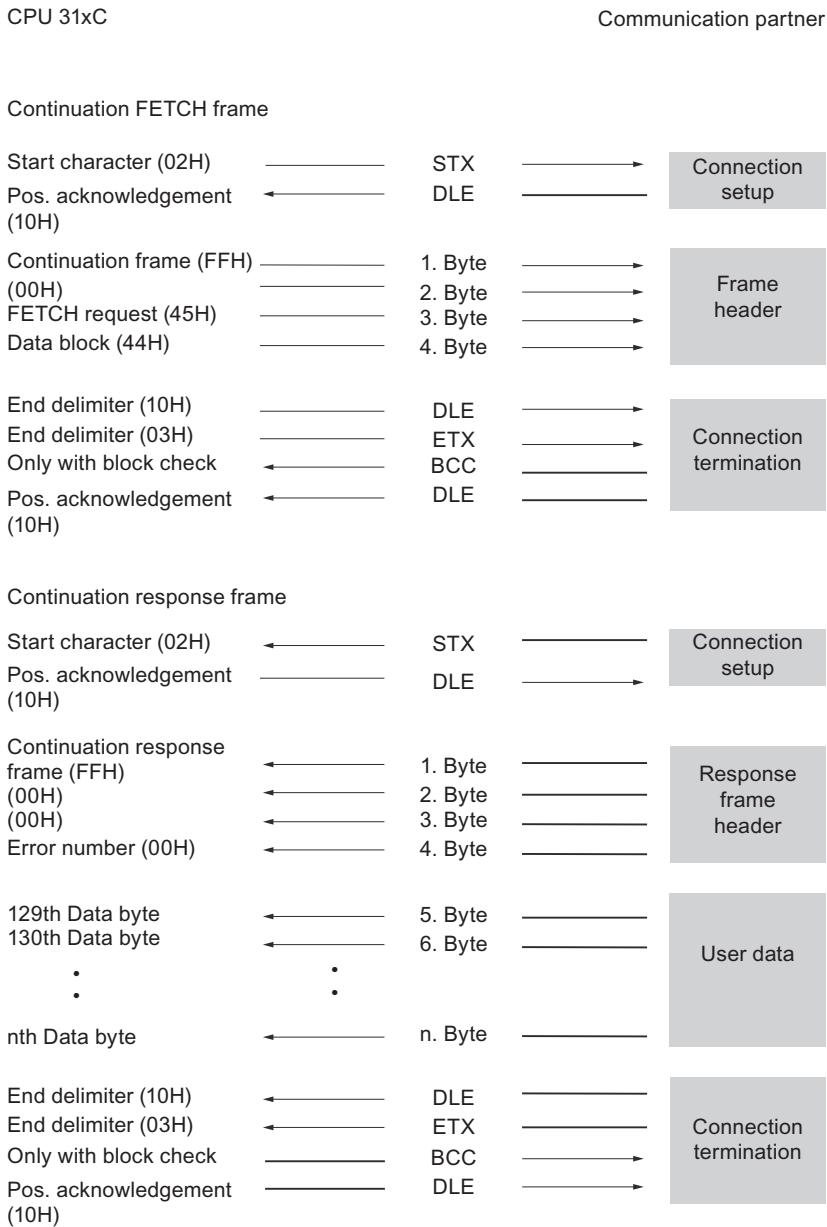 CPU 31xC Communication partner
Continuation FETCH frame
Start character (02H) STX Connection setup
Pos. acknowledgement (10H) DLE
Continuation frame (FFH) 1. Byte Frame header
(00H) 2. Byte
FETCH request (45H) 3. Byte
Data block (44H) 4. Byte
End delimiter (10H) DLE Connection termination
End delimiter (03H) ETX
Only with block check BCC
Pos. acknowledgement (10H) DLE
Continuation response frame
Start character (02H) STX Connection setup
Pos. acknowledgement (10H) DLE
Continuation response frame (FFH) 1. Byte Response frame header
(00H) 2. Byte
(00H) 3. Byte
Error number (00H) 4. Byte
129th Data byte 5. Byte User data
130th Data byte 6. Byte
nth Data byte n. Byte
End delimiter (10H) DLE Connection termination
End delimiter (03H) ETX
Only with block check BCC
Pos. acknowledgement (10H) DLE